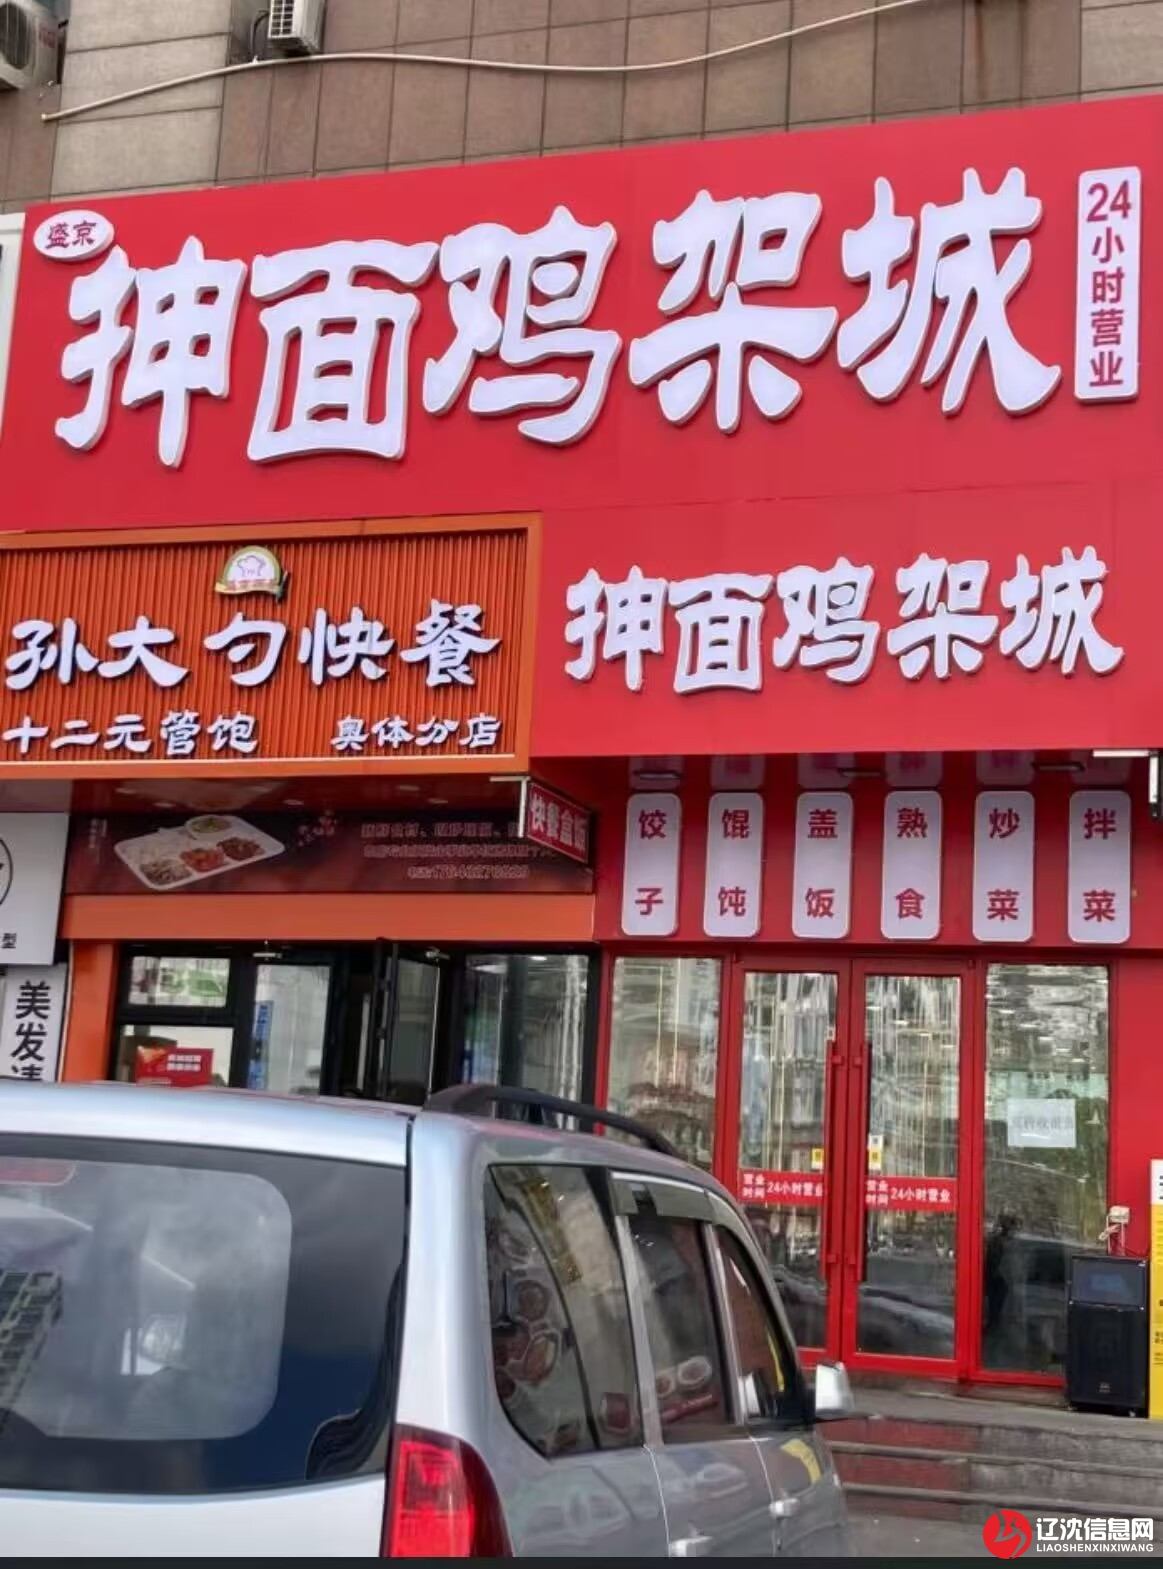 盛京
抻面鸡架城
24小时营业
孙大勺快餐
十二元管饱 奥体分店
抻面鸡架城
快餐盒饭
饺子 馄饨 盖饭 熟食 炒菜 拌菜
型
美发
营业时间 24小时营业
营业时间 24小时营业
辽沈信息网
LIAOSHENXINXIWANG